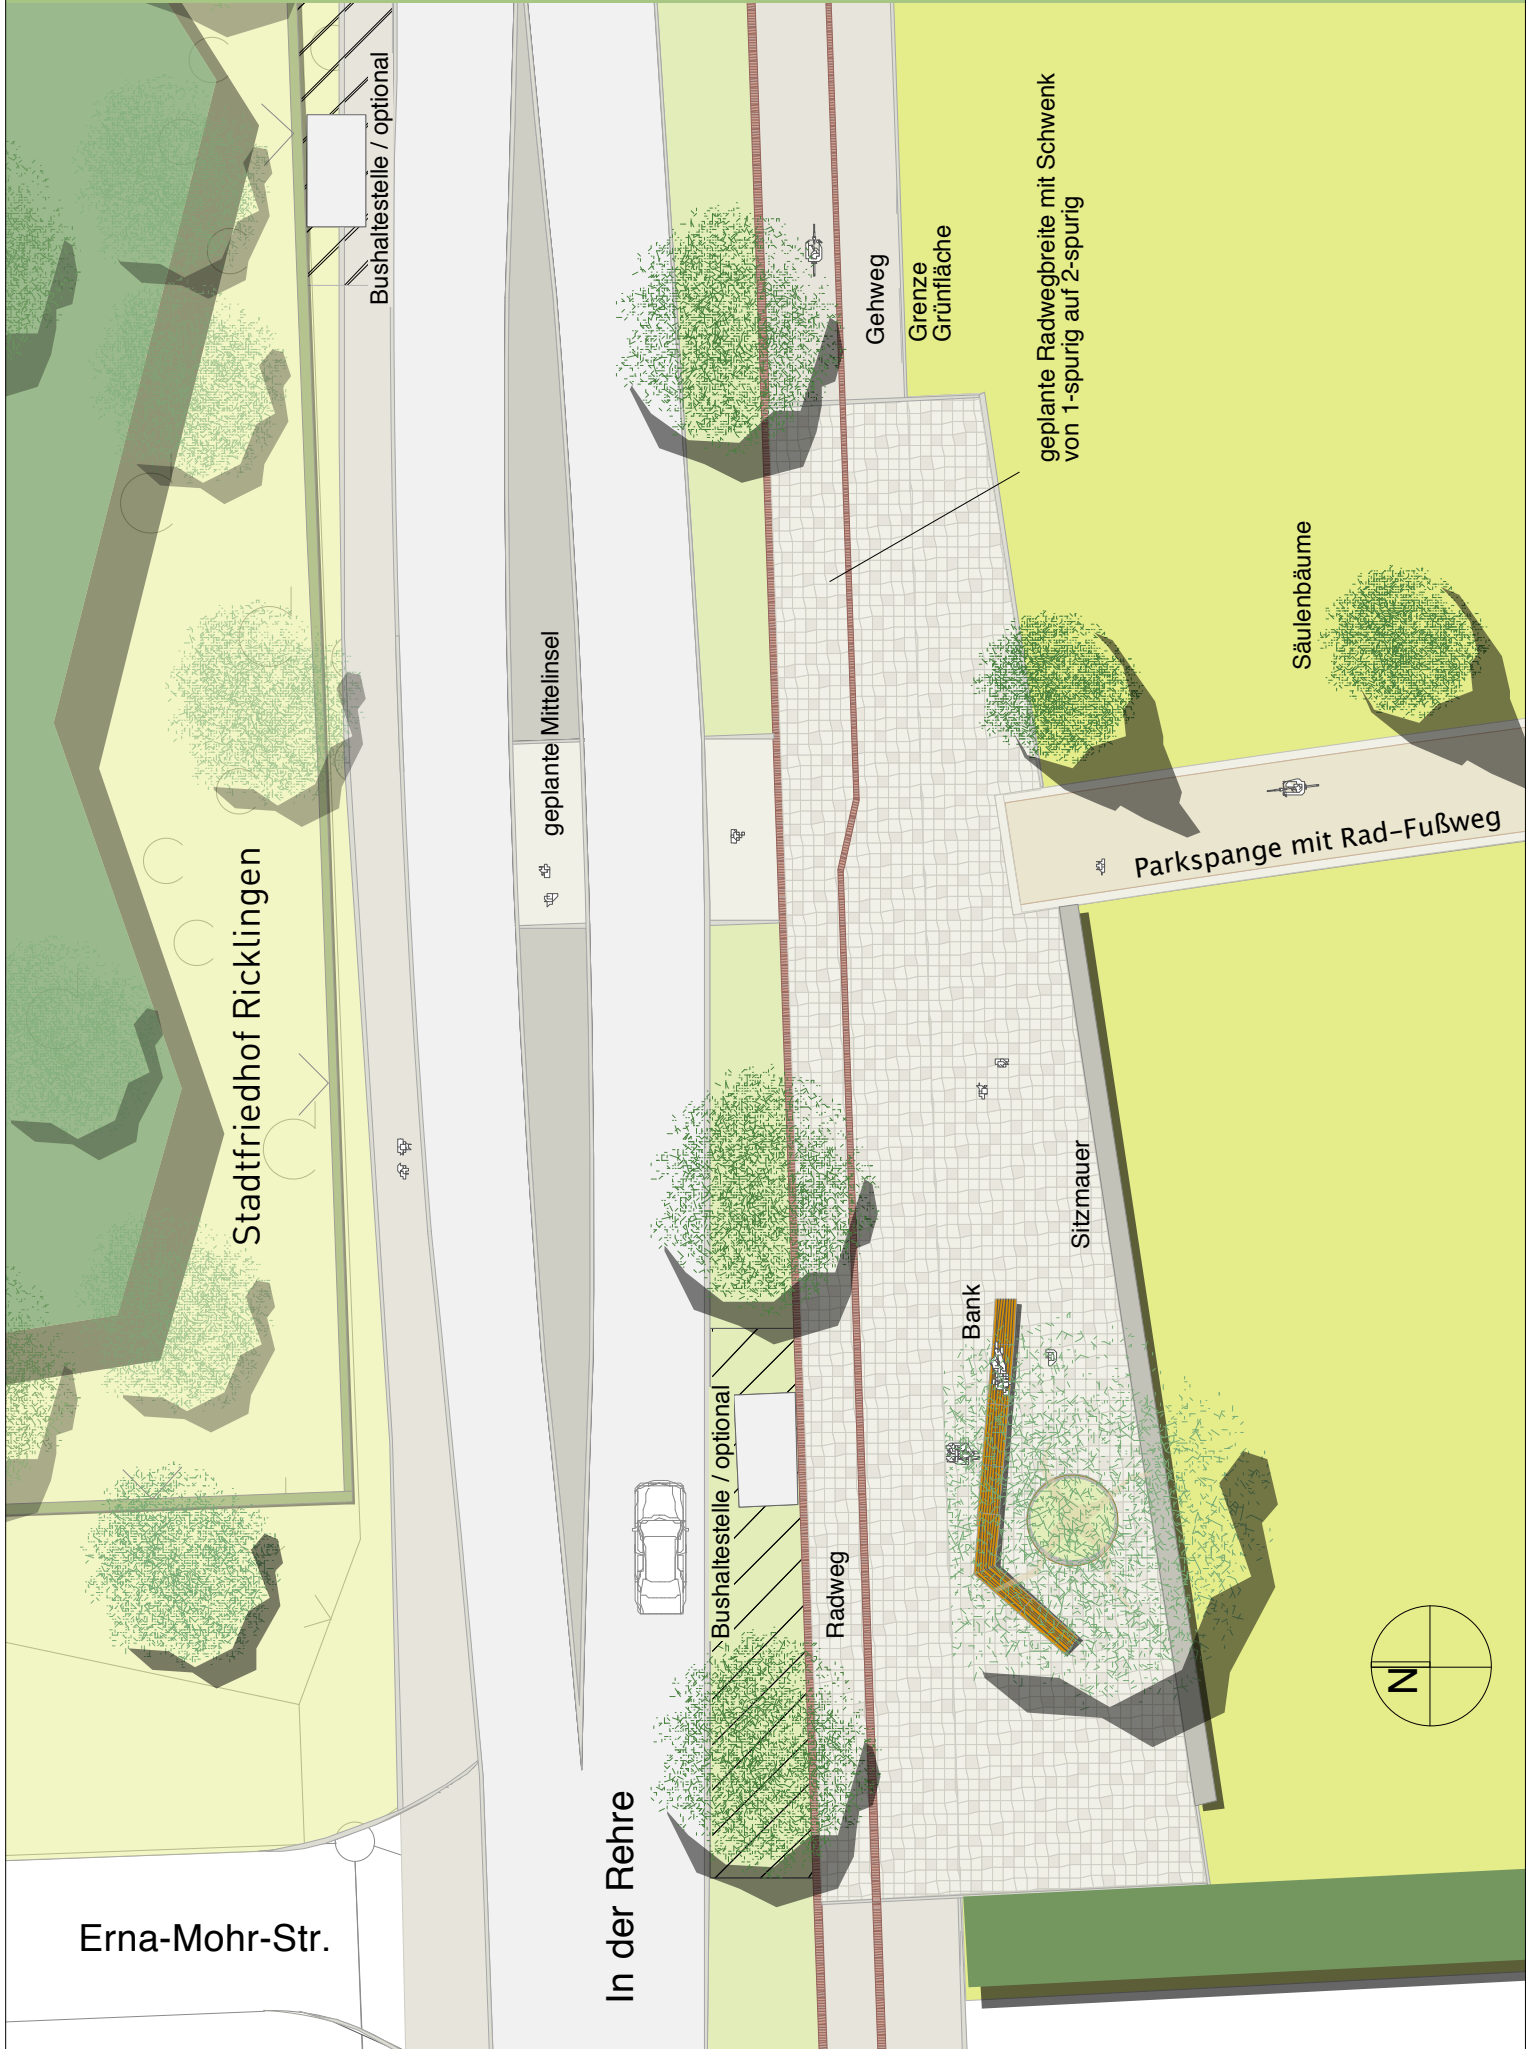 Bushaltestelle / optional
Stadtfriedhof Ricklingen
geplante Mittelinsel
Gehweg
Grenze
Grünfläche
geplante Radwegbreite mit Schwenk
von 1-spurig auf 2-spurig
Säulenbäume
Parkspange mit Rad-Fußweg
Sitzmauer
Bank
Bushaltestelle / optional
Radweg
In der Rehre
Erna-Mohr-Str.
N